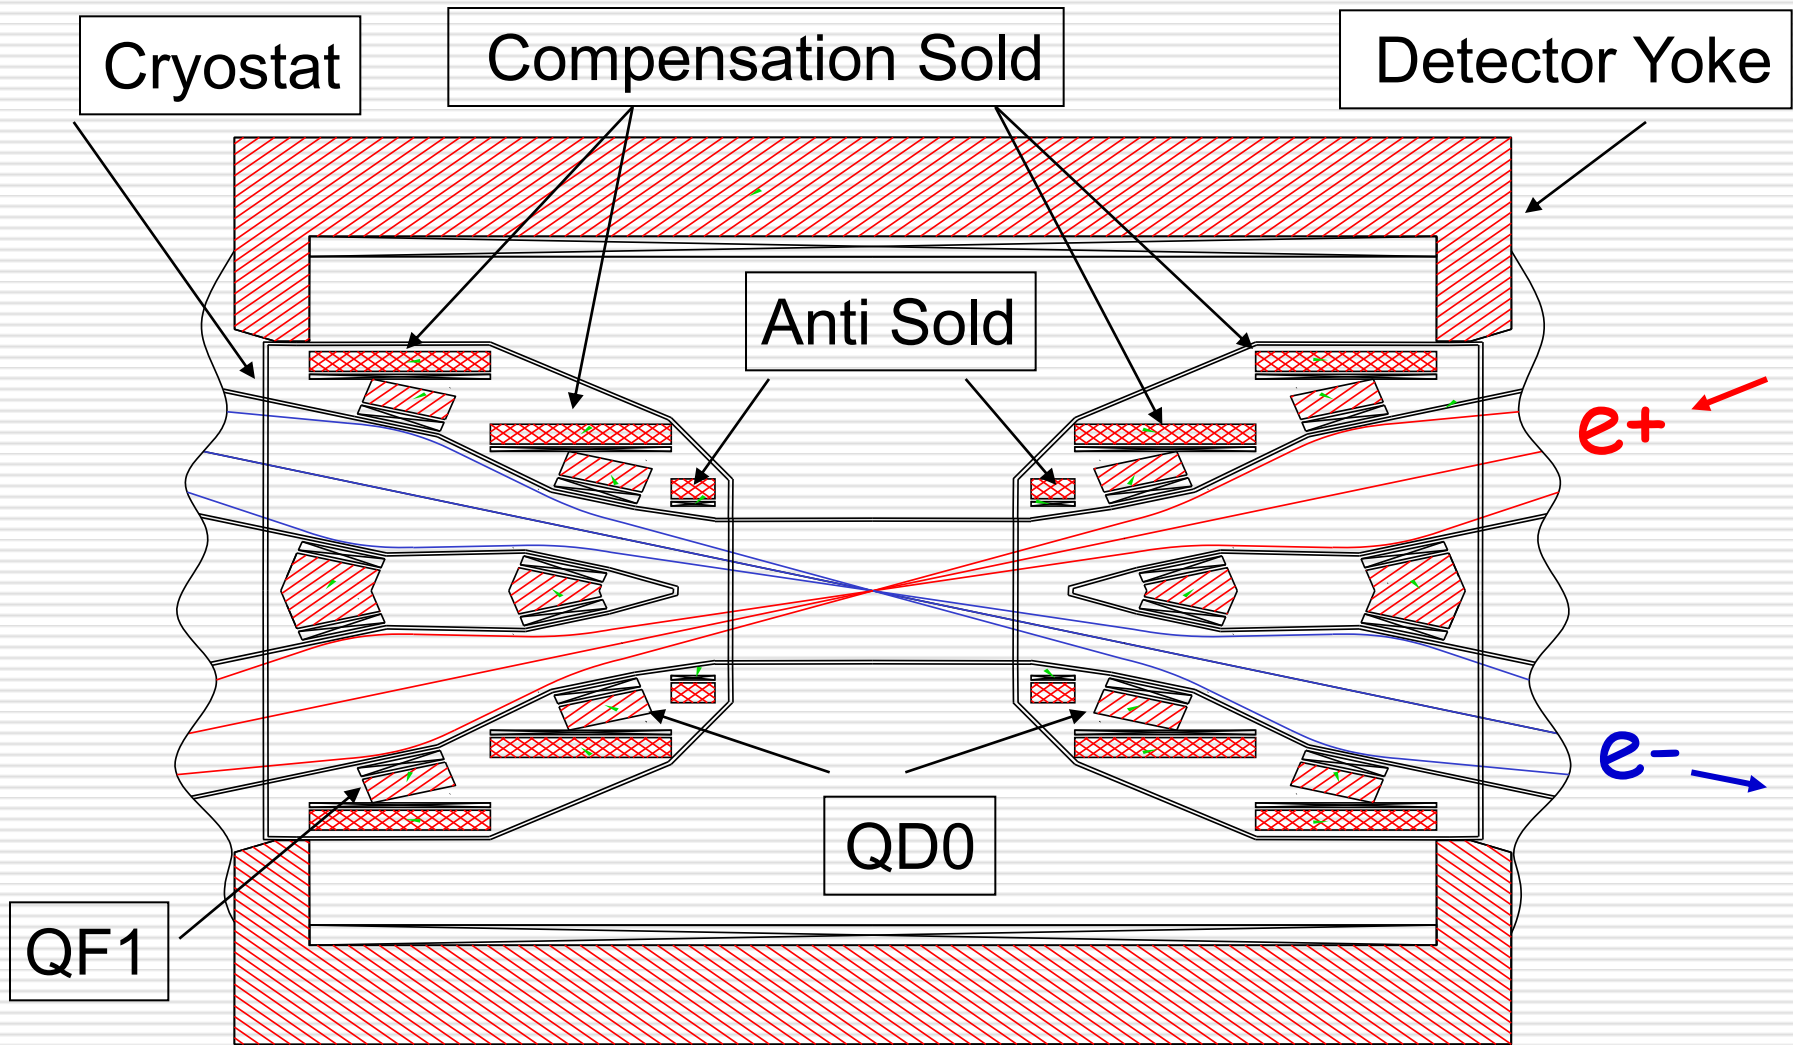 Cryostat
Compensation Sold
Detector Yoke
Anti Sold
e+
e-
QD0
QF1